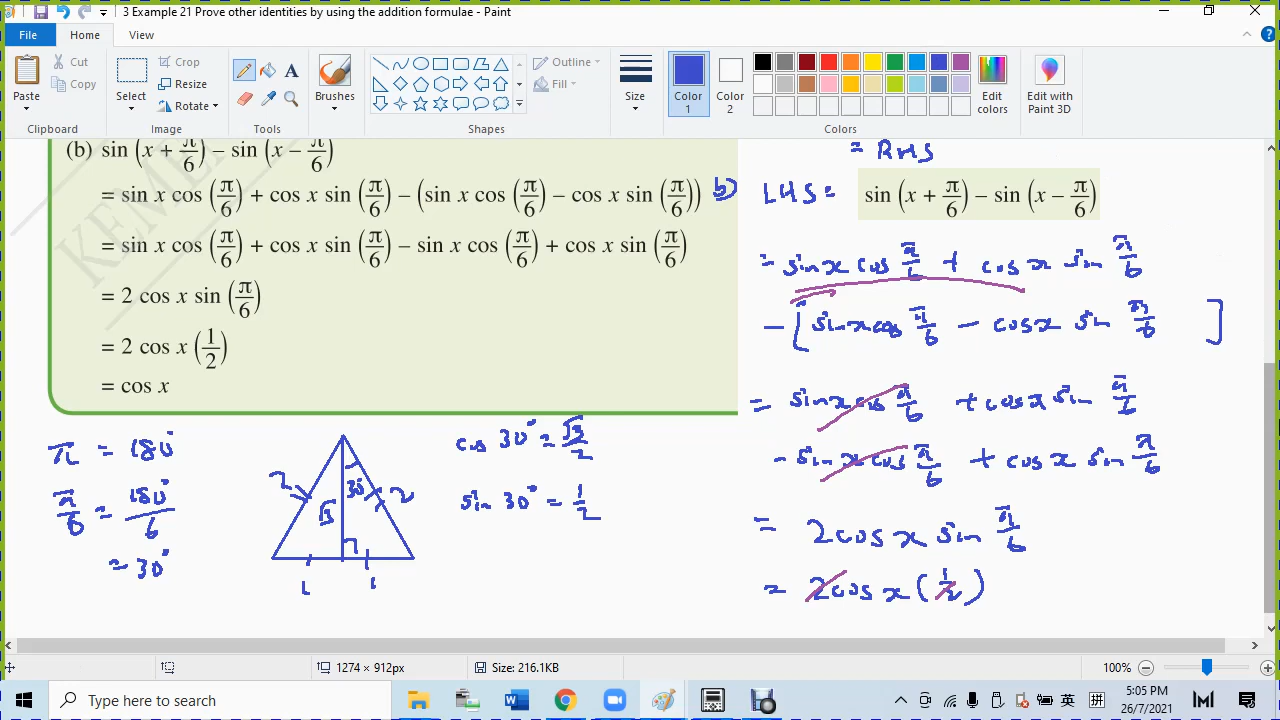 3 Example 21 Prove other identities by using the addition formulae - Paint
File Home View
Paste Cut Copy Clipboard
Select Crop Resize Rotate Image
A Tools
Brushes
Shapes Outline Fill
Size
Color 1 Color 2 Colors Edit colors Edit with Paint 3D
(b) sin (x + π/6) – sin (x – π/6)
= sin x cos (π/6) + cos x sin (π/6) – (sin x cos (π/6) – cos x sin (π/6))
= sin x cos (π/6) + cos x sin (π/6) – sin x cos (π/6) + cos x sin (π/6)
= 2 cos x sin (π/6)
= 2 cos x (1/2)
= cos x
π = 180°
π/6 = 180°/6
= 30°
2 √3 30° 2
1 1
cos 30° = √3/2
sin 30° = 1/2
= RHS
b) LHS = sin (x + π/6) – sin (x – π/6)
= sin x cos π/6 + cos x sin π/6
– [sin x cos π/6 – cos x sin π/6]
= sin x cos π/6 + cos x sin π/6
– sin x cos π/6 + cos x sin π/6
= 2 cos x sin π/6
= 2 cos x (1/2)
1274 × 912px Size: 216.1KB 100%
Type here to search
英 拼 5:05 PM
26/7/2021